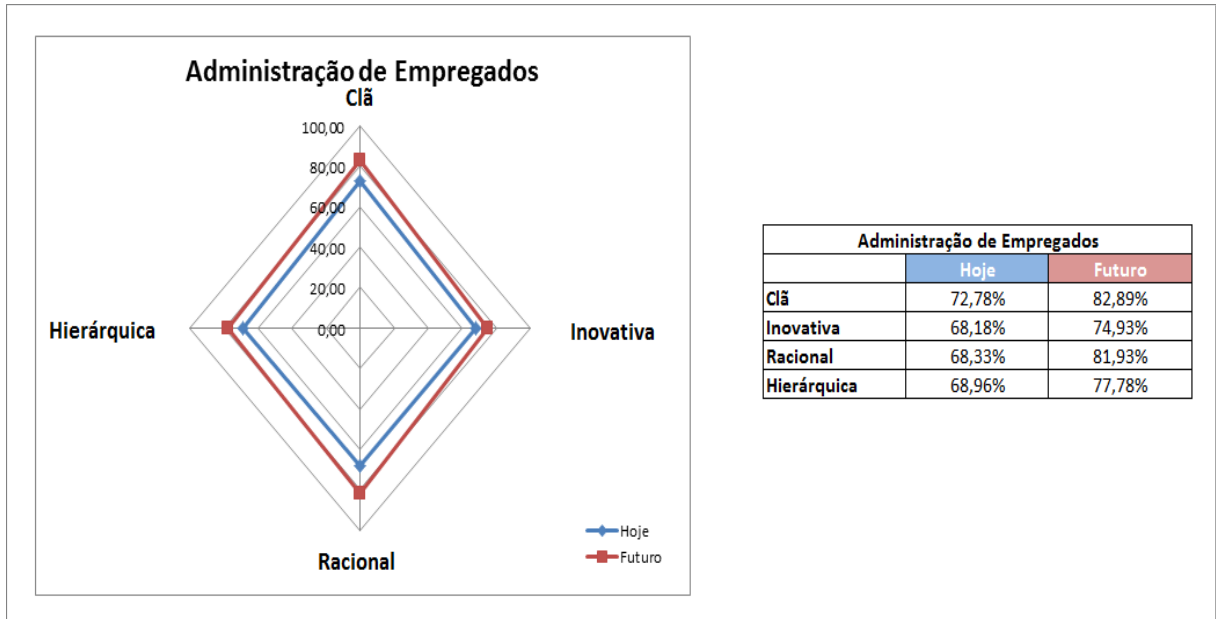 Administração de Empregados
Clã
100,00
80,00
60,00
40,00
20,00
0,00
Hierárquica
Inovativa
Racional
Hoje
Futuro
Administração de Empregados
Hoje Futuro
Clã 72,78% 82,89%
Inovativa 68,18% 74,93%
Racional 68,33% 81,93%
Hierárquica 68,96% 77,78%